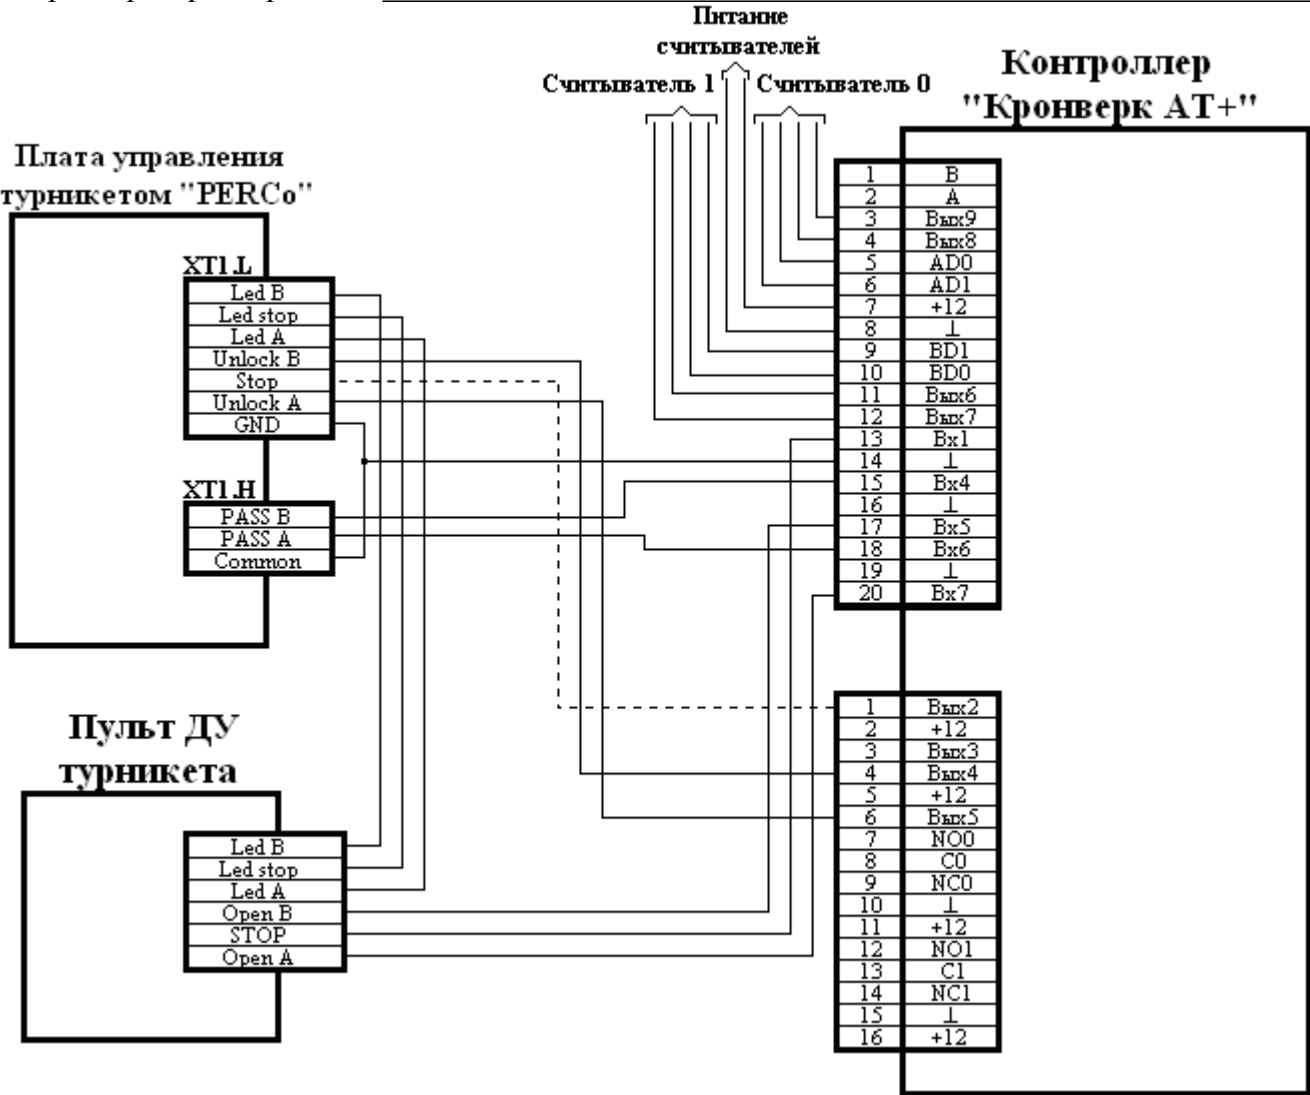 Питание
считывателей
Считыватель 1
Считыватель 0
Контроллер
"Кронверк АТ+"
Плата управления
турникетом "PERCo"
XT1.L
Led B
Led stop
Led A
Unlock B
Stop
Unlock A
GND
XT1.H
PASS B
PASS A
Common
1 B
2 A
3 Вых9
4 Вых8
5 AD0
6 AD1
7 +12
8 ⊥
9 BD1
10 BD0
11 Вых6
12 Вых7
13 Вх1
14 ⊥
15 Вх4
16 ⊥
17 Вх5
18 Вх6
19 ⊥
20 Вх7
Пульт ДУ
турникета
Led B
Led stop
Led A
Open B
STOP
Open A
1 Вых2
2 +12
3 Вых3
4 Вых4
5 +12
6 Вых5
7 NO0
8 C0
9 NC0
10 ⊥
11 +12
12 NO1
13 C1
14 NC1
15 ⊥
16 +12